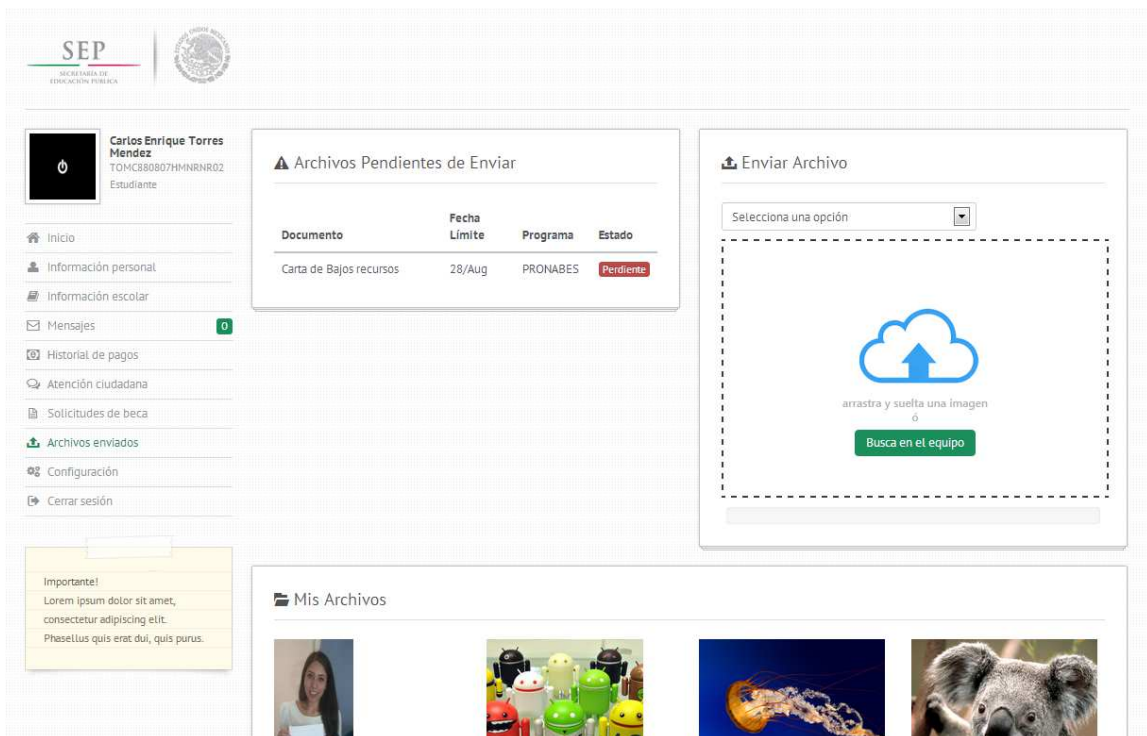 SEP
SECRETARÍA DE
EDUCACIÓN PÚBLICA
ESTADOS UNIDOS MEXICANOS
Carlos Enrique Torres
Mendez
TOMC880807HMNRNR02
Estudiante
Inicio
Información personal
Información escolar
Mensajes 0
Historial de pagos
Atención ciudadana
Solicitudes de beca
Archivos enviados
Configuración
Cerrar sesión
Importante!
Lorem ipsum dolor sit amet,
consectetur adipiscing elit.
Phasellus quis erat dui, quis purus.
Archivos Pendientes de Enviar
Documento Fecha Límite Programa Estado
Carta de Bajos recursos 28/Aug PRONABES Perdiente
Enviar Archivo
Selecciona una opción
arrastra y suelta una imagen
ó
Busca en el equipo
Mis Archivos